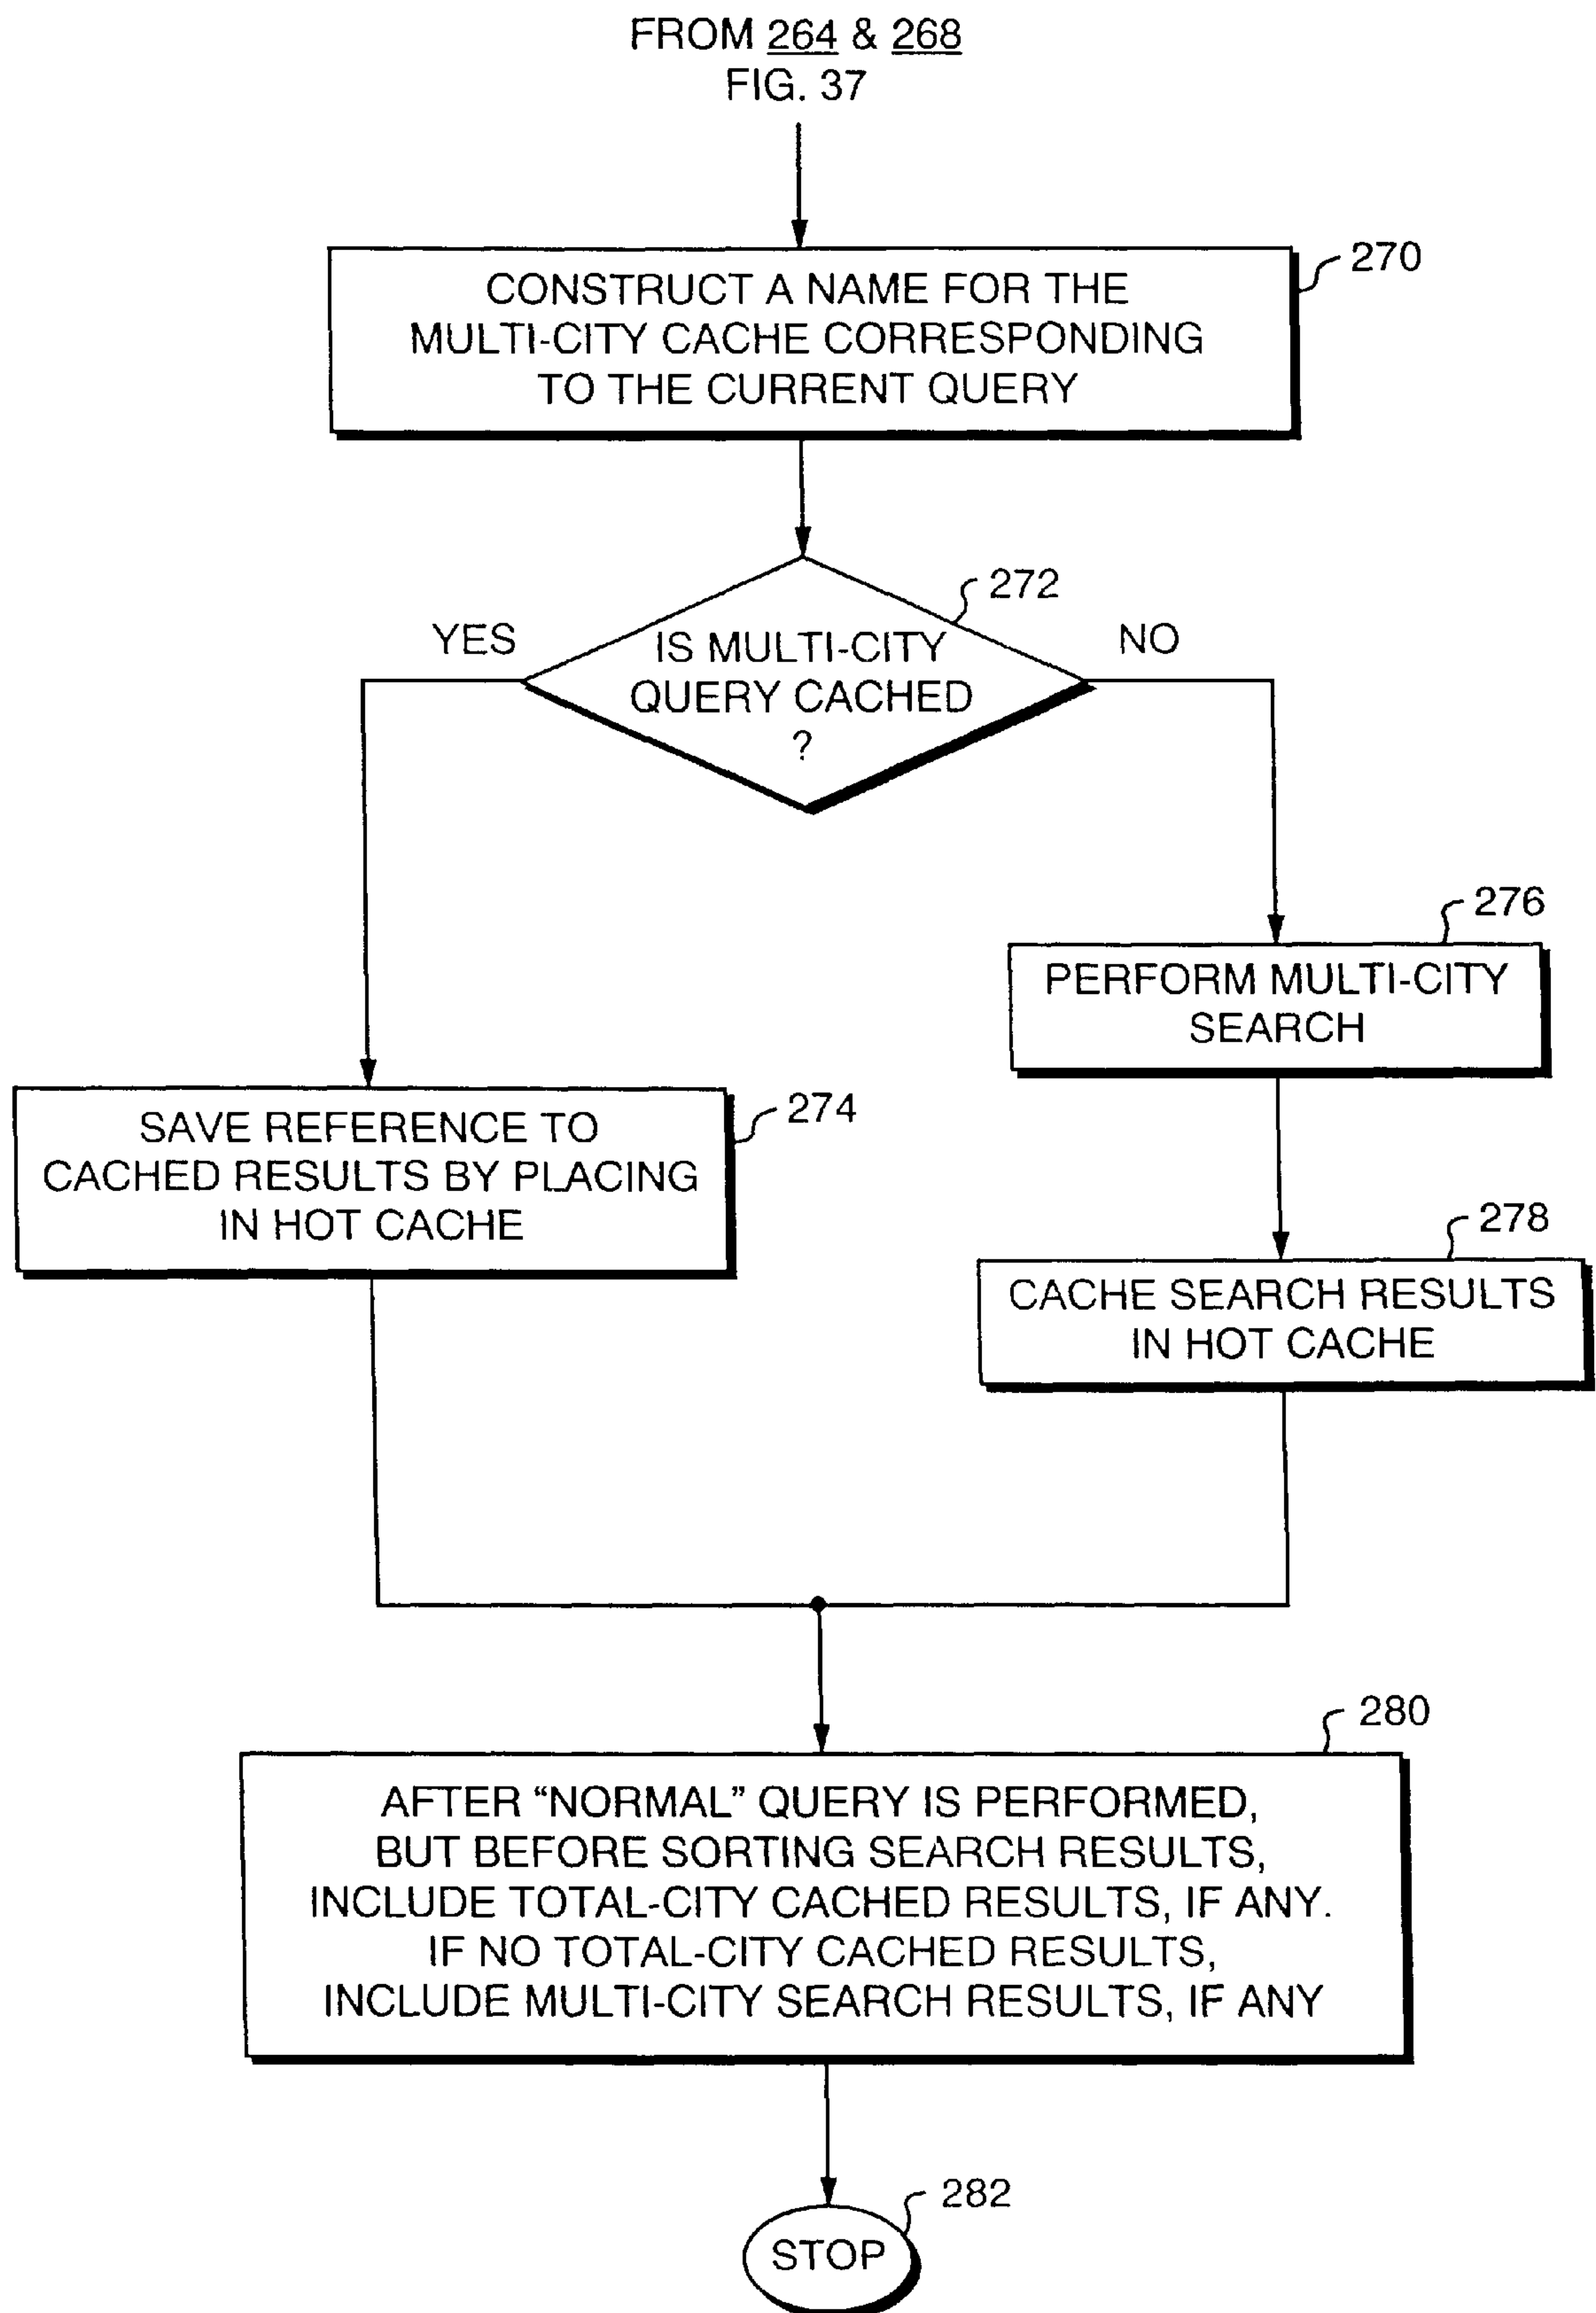 FROM 264 & 268
FIG. 37
270
CONSTRUCT A NAME FOR THE
MULTI-CITY CACHE CORRESPONDING
TO THE CURRENT QUERY
272
YES
NO
IS MULTI-CITY
QUERY CACHED
?
276
PERFORM MULTI-CITY
SEARCH
274
SAVE REFERENCE TO
CACHED RESULTS BY PLACING
IN HOT CACHE
278
CACHE SEARCH RESULTS
IN HOT CACHE
280
AFTER “NORMAL” QUERY IS PERFORMED,
BUT BEFORE SORTING SEARCH RESULTS,
INCLUDE TOTAL-CITY CACHED RESULTS, IF ANY.
IF NO TOTAL-CITY CACHED RESULTS,
INCLUDE MULTI-CITY SEARCH RESULTS, IF ANY
282
STOP